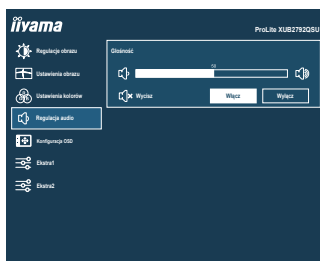 iiyama
ProLite XUB2792QSU
Regulacja obrazu
Głośność
50
Ustawienia obrazu
Ustawienia kolorów
Wycisz
Włącz
Wyłącz
Regulacja audio
Konfiguracja OSD
Ekstra1
Ekstra2